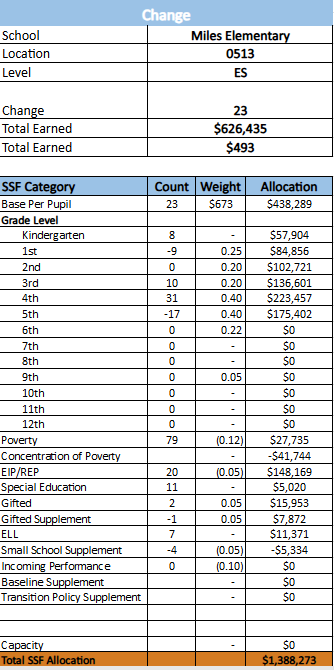 Change
School Miles Elementary
Location 0513
Level ES
Change 23
Total Earned $626,435
Total Earned $493
SSF Category Count Weight Allocation
Base Per Pupil 23 $673 $438,289
Grade Level
Kindergarten 8 - $57,904
1st -9 0.25 $84,856
2nd 0 0.20 $102,721
3rd 10 0.20 $136,601
4th 31 0.40 $223,457
5th -17 0.40 $175,402
6th 0 0.22 $0
7th 0 - $0
8th 0 - $0
9th 0 0.05 $0
10th 0 - $0
11th 0 - $0
12th 0 - $0
Poverty 79 (0.12) $27,735
Concentration of Poverty - -$41,744
EIP/REP 20 (0.05) $148,169
Special Education 11 - $5,020
Gifted 2 0.05 $15,953
Gifted Supplement -1 0.05 $7,872
ELL 7 - $11,371
Small School Supplement -4 (0.05) -$5,334
Incoming Performance 0 (0.10) $0
Baseline Supplement - $0
Transition Policy Supplement - $0
Capacity - $0
Total SSF Allocation $1,388,273